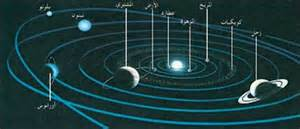 بلوتو
نبتون
المشتري
الأرض
عطارد
الزهرة
المريخ
كويكبات
زحل
أورانوس